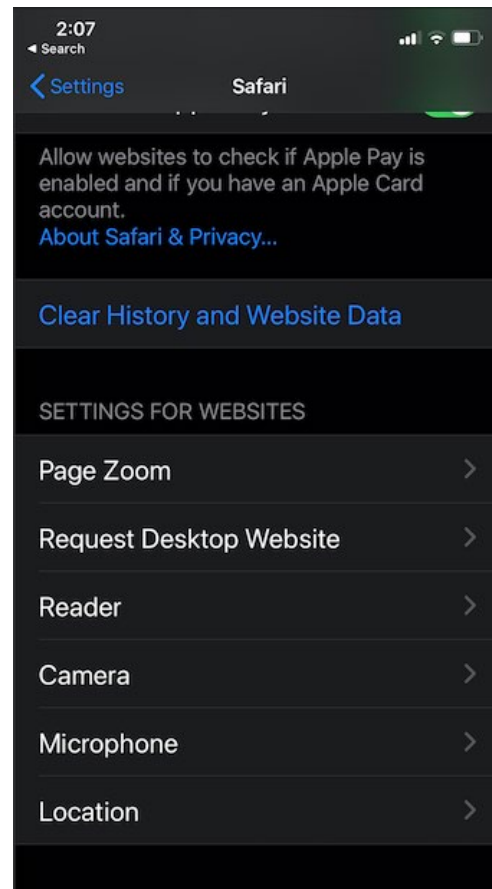 2:07
◀ Search
Settings
Safari
Allow websites to check if Apple Pay is
enabled and if you have an Apple Card
account.
About Safari & Privacy...
Clear History and Website Data
SETTINGS FOR WEBSITES
Page Zoom
Request Desktop Website
Reader
Camera
Microphone
Location